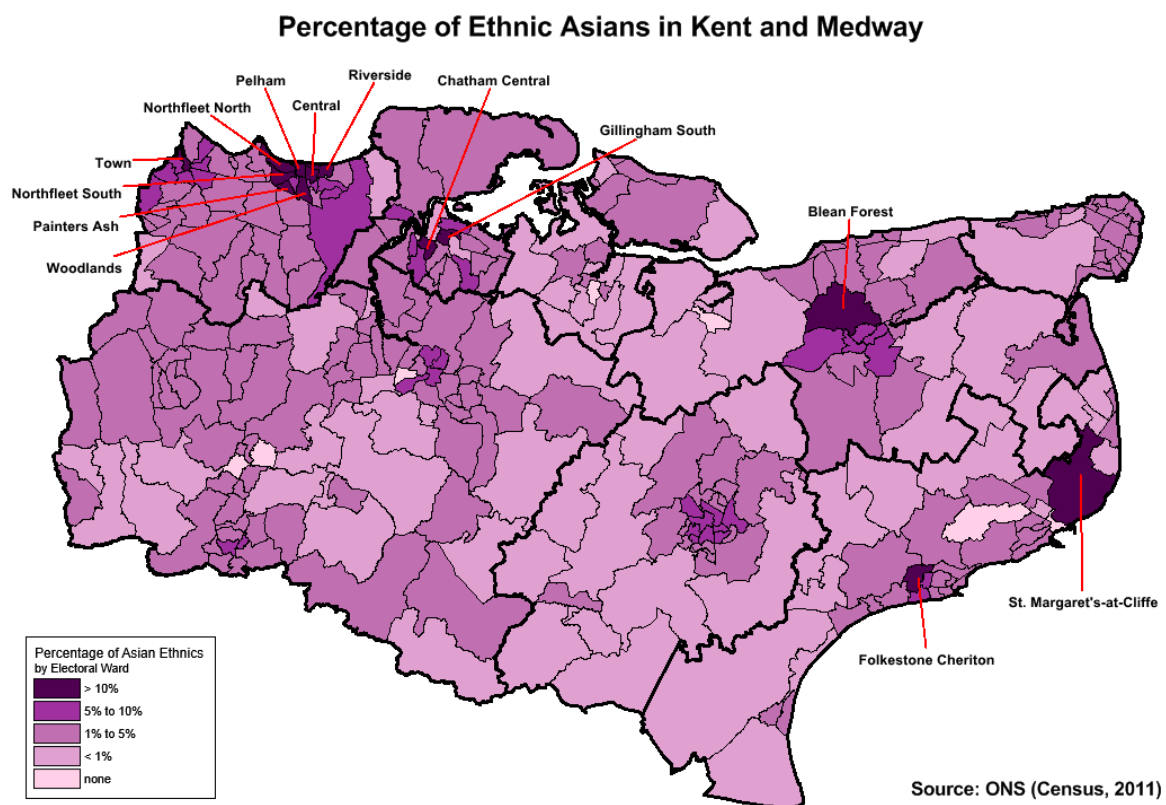 Percentage of Ethnic Asians in Kent and Medway
Riverside
Pelham
Chatham Central
Northfleet North
Central
Gillingham South
Town
Northfleet South
Blean Forest
Painters Ash
Woodlands
St. Margaret's-at-Cliffe
Folkestone Cheriton
Percentage of Asian Ethnics
by Electoral Ward
> 10%
5% to 10%
1% to 5%
< 1%
none
Source: ONS (Census, 2011)